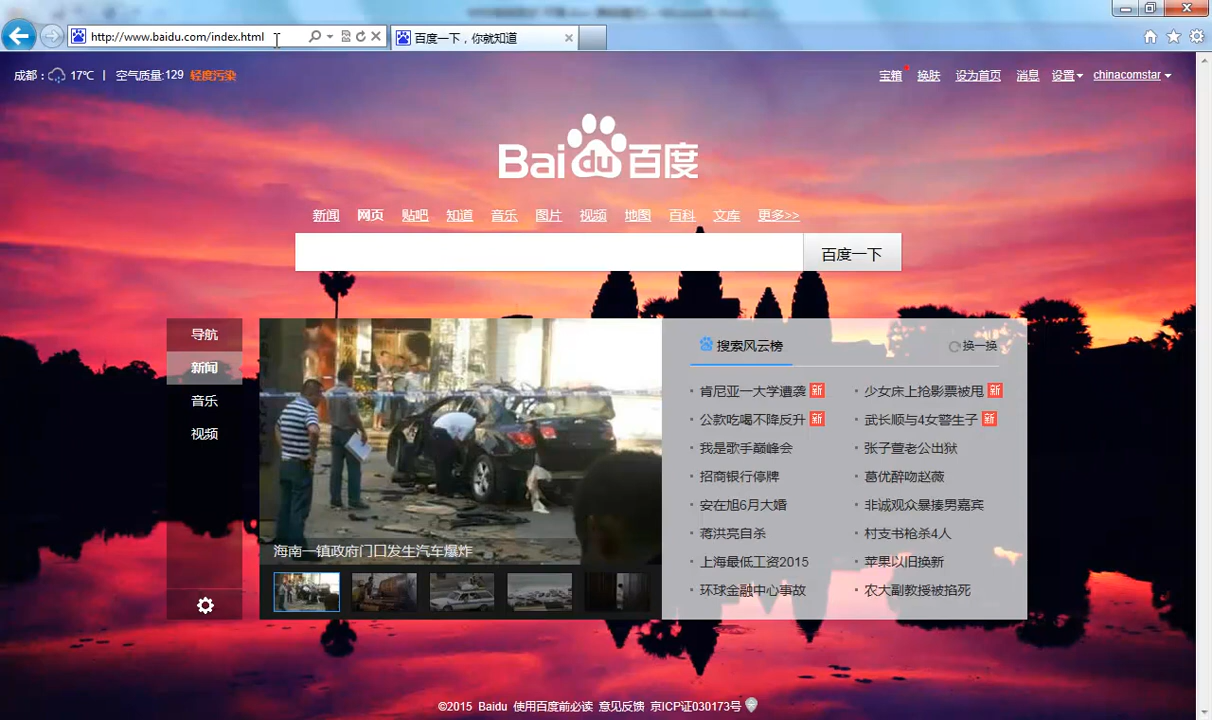 http://www.baidu.com/index.html
百度一下，你就知道
成都： 17℃ | 空气质量:129 轻度污染
宝箱 换肤 设为首页 消息 设置 chinacomstar
Bai du 百度
新闻 网页 贴吧 知道 音乐 图片 视频 地图 百科 文库 更多>>
百度一下
导航
新闻
音乐
视频
海南一镇政府门口发生汽车爆炸
搜索风云榜 换一换
肯尼亚一大学遭袭 新 少女床上抢影票被甩 新
公款吃喝不降反升 新 武长顺与4女警生子 新
我是歌手巅峰会 张子萱老公出狱
招商银行停牌 葛优醉吻赵薇
安在旭6月大婚 非诚观众暴揍男嘉宾
蒋洪亮自杀 村支书枪杀4人
上海最低工资2015 苹果以旧换新
环球金融中心事故 农大副教授被掐死
©2015 Baidu 使用百度前必读 意见反馈 京ICP证030173号